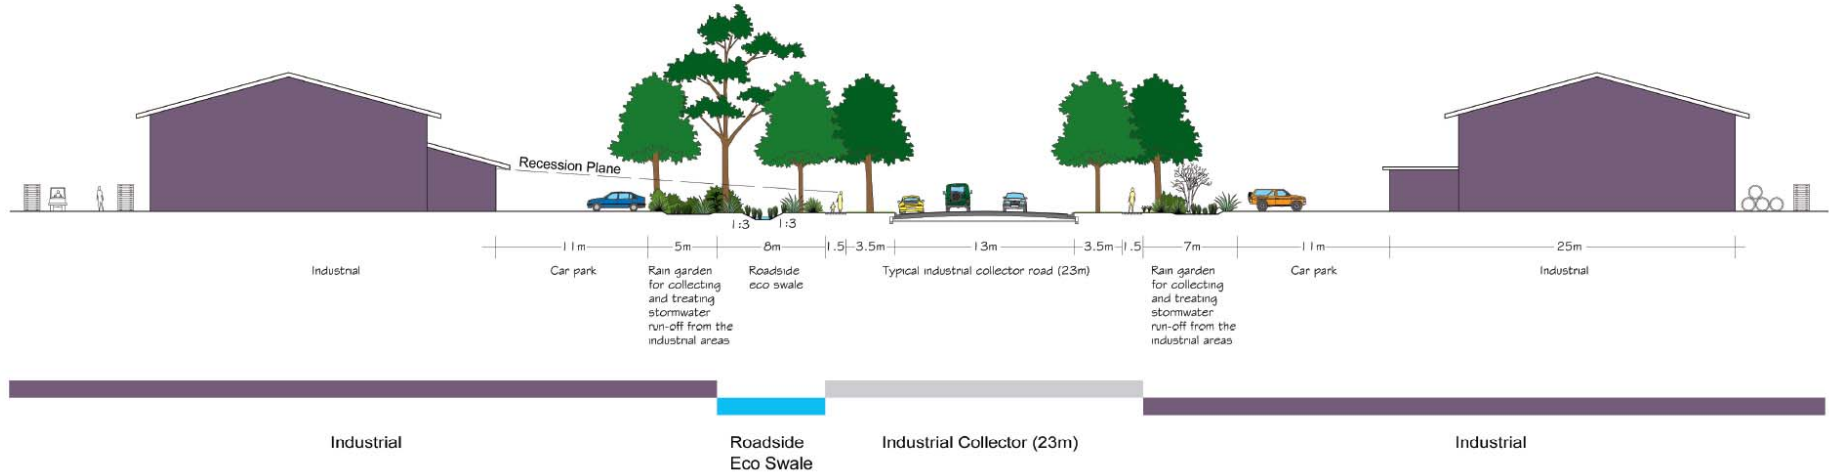 Recession Plane
1:3
1:3
11m
5m
8m
1.5
3.5m
13m
3.5m
1.5
7m
11m
25m
Industrial
Car park
Rain garden
for collecting
and treating
stormwater
run-off from the
industrial areas
Roadside
eco swale
Typical industrial collector road (23m)
Rain garden
for collecting
and treating
stormwater
run-off from the
industrial areas
Car park
Industrial
Industrial
Roadside
Eco Swale
Industrial Collector (23m)
Industrial